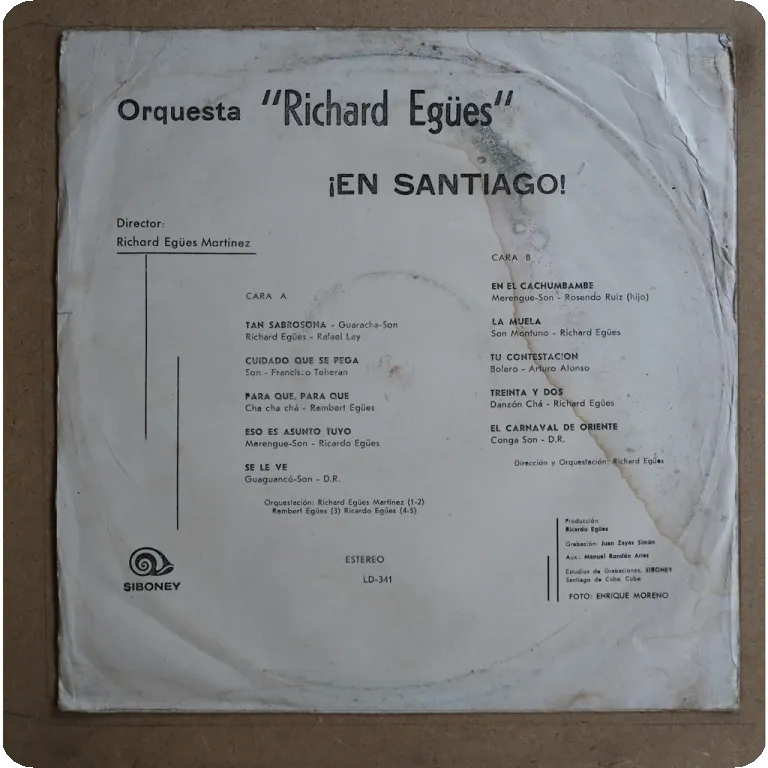 Orquesta "Richard Egües"
¡EN SANTIAGO!
Director:
Richard Egües Martinez
CARA A
TAN SABROSONA - Guaracha-Son
Richard Egües - Rafael Lay
CUIDADO QUE SE PEGA
Son - Francisco Teheran
PARA QUE, PARA QUE
Cha cha chá - Rembert Egües
ESO ES ASUNTO TUYO
Merengue-Son - Ricardo Egües
SE LE VE
Guaguancó-Son - D.R.
Orquestación: Richard Egües Martínez (1-2)
Rembert Egües (3) Ricardo Egües (4-5)
CARA B
EN EL CACHUMBAMBE
Merengue-Son - Rosendo Ruiz (hijo)
LA MUELA
Son Montuno - Richard Egües
TU CONTESTACION
Bolero - Arturo Alonso
TREINTA Y DOS
Danzón Chá - Richard Egües
EL CARNAVAL DE ORIENTE
Conga Son - D.R.
Dirección y Orquestación: Richard Egües
SIBONEY
ESTEREO
LD-341
Producción
Ricardo Egües
Grabación: Juan Zayas Simón
Aux.: Manuel Rondón Arias
Estudios de Grabaciones, SIBONEY
Santiago de Cuba, Cuba.
FOTO: ENRIQUE MORENO